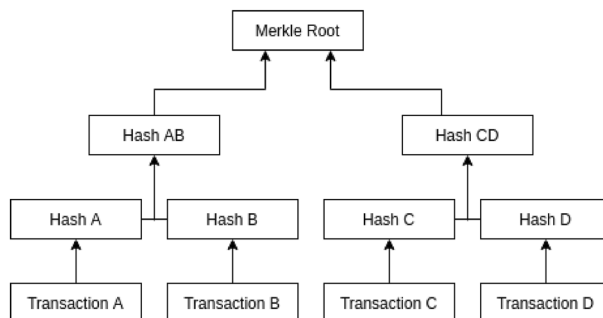 Merkle Root
Hash AB
Hash CD
Hash A
Hash B
Hash C
Hash D
Transaction A
Transaction B
Transaction C
Transaction D